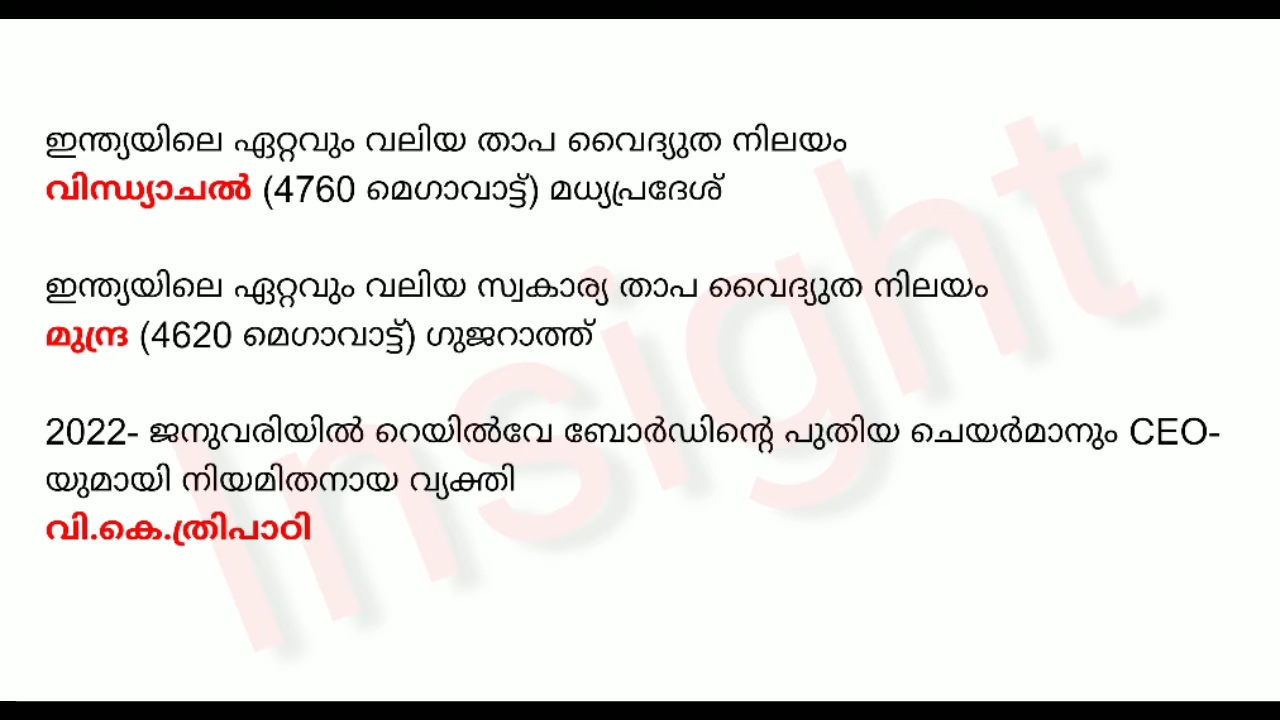 ഇന്ത്യയിലെ ഏറ്റവും വലിയ താപ വൈദ്യുത നിലയം
വിന്ധ്യാചൽ (4760 മെഗാവാട്ട്) മധ്യപ്രദേശ്
ഇന്ത്യയിലെ ഏറ്റവും വലിയ സ്വകാര്യ താപ വൈദ്യുത നിലയം
മുന്ദ്ര (4620 മെഗാവാട്ട്) ഗുജറാത്ത്
2022- ജനുവരിയിൽ റെയിൽവേ ബോർഡിന്റെ പുതിയ ചെയർമാനും CEO-
യുമായി നിയമിതനായ വ്യക്തി
വി.കെ.ത്രിപാഠി
Insight